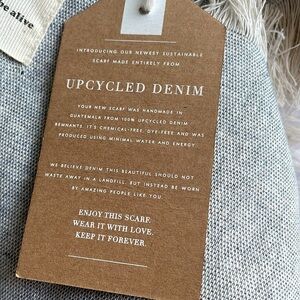 be alive
INTRODUCING OUR NEWEST SUSTAINABLE
SCARF MADE ENTIRELY FROM
UPCYCLED DENIM
YOUR NEW SCARF WAS HANDMADE IN
GUATEMALA FROM 100% UPCYCLED DENIM
REMNANTS. IT'S CHEMICAL-FREE, DYE-FREE AND WAS
PRODUCED USING MINIMAL WATER AND ENERGY.
WE BELIEVE DENIM THIS BEAUTIFUL SHOULD NOT
WASTE AWAY IN A LANDFILL, BUT INSTEAD BE WORN
BY AMAZING PEOPLE LIKE YOU.
ENJOY THIS SCARF.
WEAR IT WITH LOVE.
KEEP IT FOREVER.